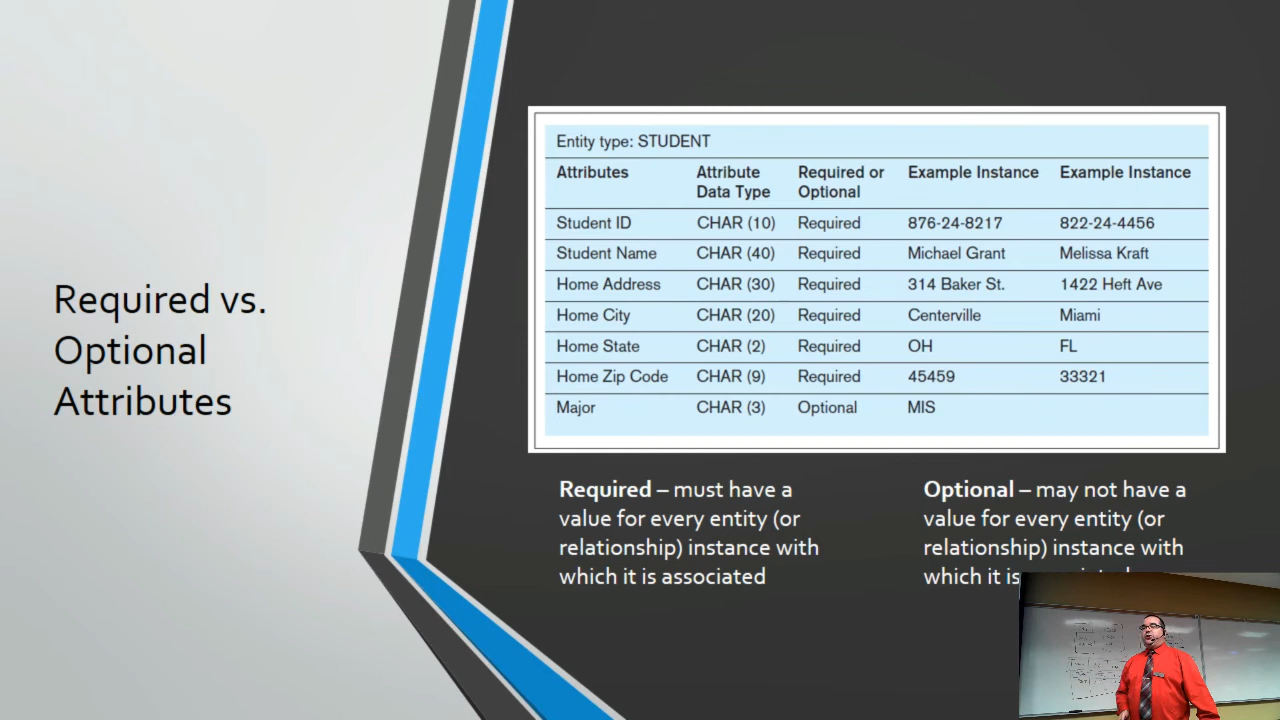 Required vs.
Optional
Attributes
Entity type: STUDENT
Attributes Attribute Data Type Required or Optional Example Instance Example Instance
Student ID CHAR (10) Required 876-24-8217 822-24-4456
Student Name CHAR (40) Required Michael Grant Melissa Kraft
Home Address CHAR (30) Required 314 Baker St. 1422 Heft Ave
Home City CHAR (20) Required Centerville Miami
Home State CHAR (2) Required OH FL
Home Zip Code CHAR (9) Required 45459 33321
Major CHAR (3) Optional MIS
Required – must have a
value for every entity (or
relationship) instance with
which it is associated
Optional – may not have a
value for every entity (or
relationship) instance with
which it is